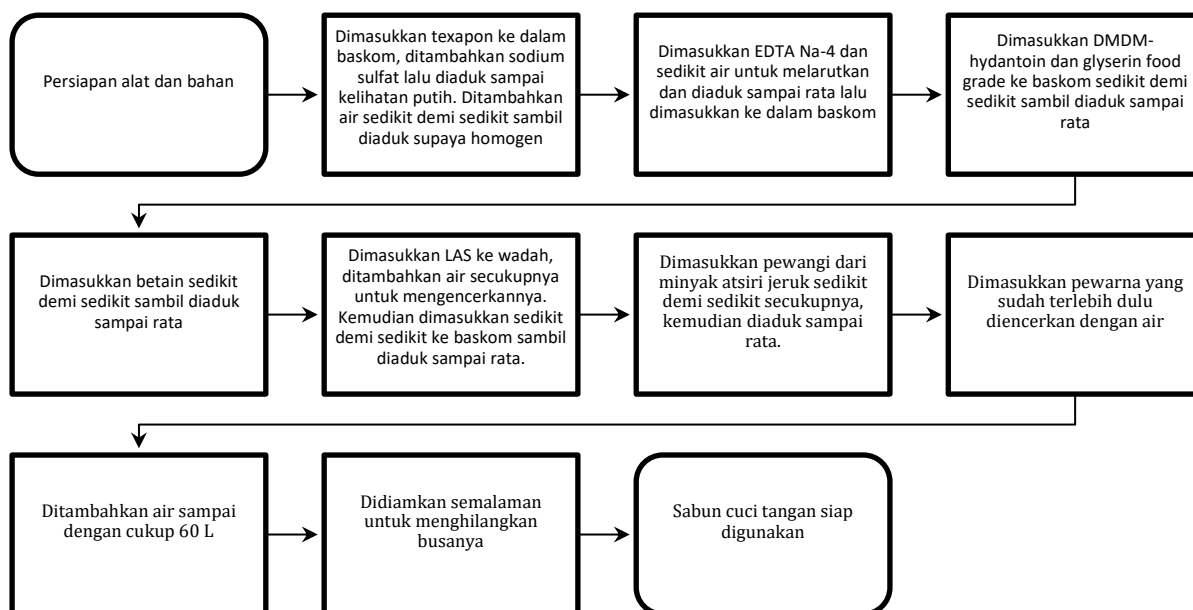 Persiapan alat dan bahan
Dimasukkan texapon ke dalam
baskom, ditambahkan sodium
sulfat lalu diaduk sampai
kelihatan putih. Ditambahkan
air sedikit demi sedikit sambil
diaduk supaya homogen
Dimasukkan EDTA Na-4 dan
sedikit air untuk melarutkan
dan diaduk sampai rata lalu
dimasukkan ke dalam baskom
Dimasukkan DMDM-
hydantoin dan glyserin food
grade ke baskom sedikit demi
sedikit sambil diaduk sampai
rata
Dimasukkan betain sedikit
demi sedikit sambil diaduk
sampai rata
Dimasukkan LAS ke wadah,
ditambahkan air secukupnya
untuk mengencerkannya.
Kemudian dimasukkan sedikit
demi sedikit ke baskom sambil
diaduk sampai rata.
Dimasukkan pewangi dari
minyak atsiri jeruk sedikit
demi sedikit secukupnya,
kemudian diaduk sampai
rata.
Dimasukkan pewarna yang
sudah terlebih dulu
diencerkan dengan air
Ditambahkan air sampai
dengan cukup 60 L
Didiamkan semalaman
untuk menghilangkan
busanya
Sabun cuci tangan siap
digunakan